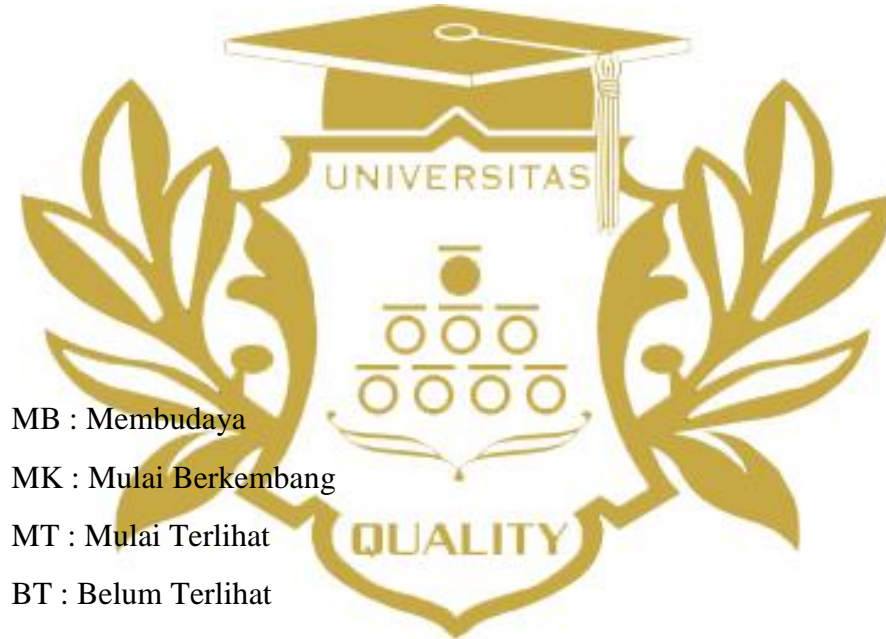 UNIVERSITAS
MB : Membudaya
MK : Mulai Berkembang
MT : Mulai Terlihat
QUALITY
BT : Belum Terlihat